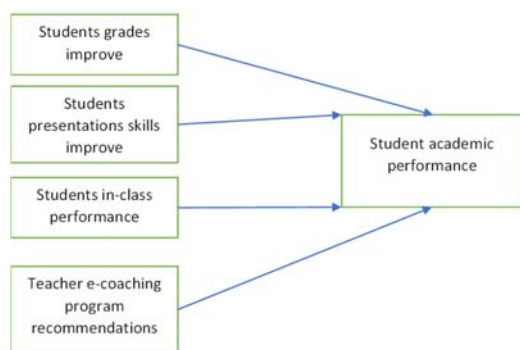 Students grades
improve
Students
presentations skills
improve
Student academic
performance
Students in-class
performance
Teacher e-coaching
program
recommendations